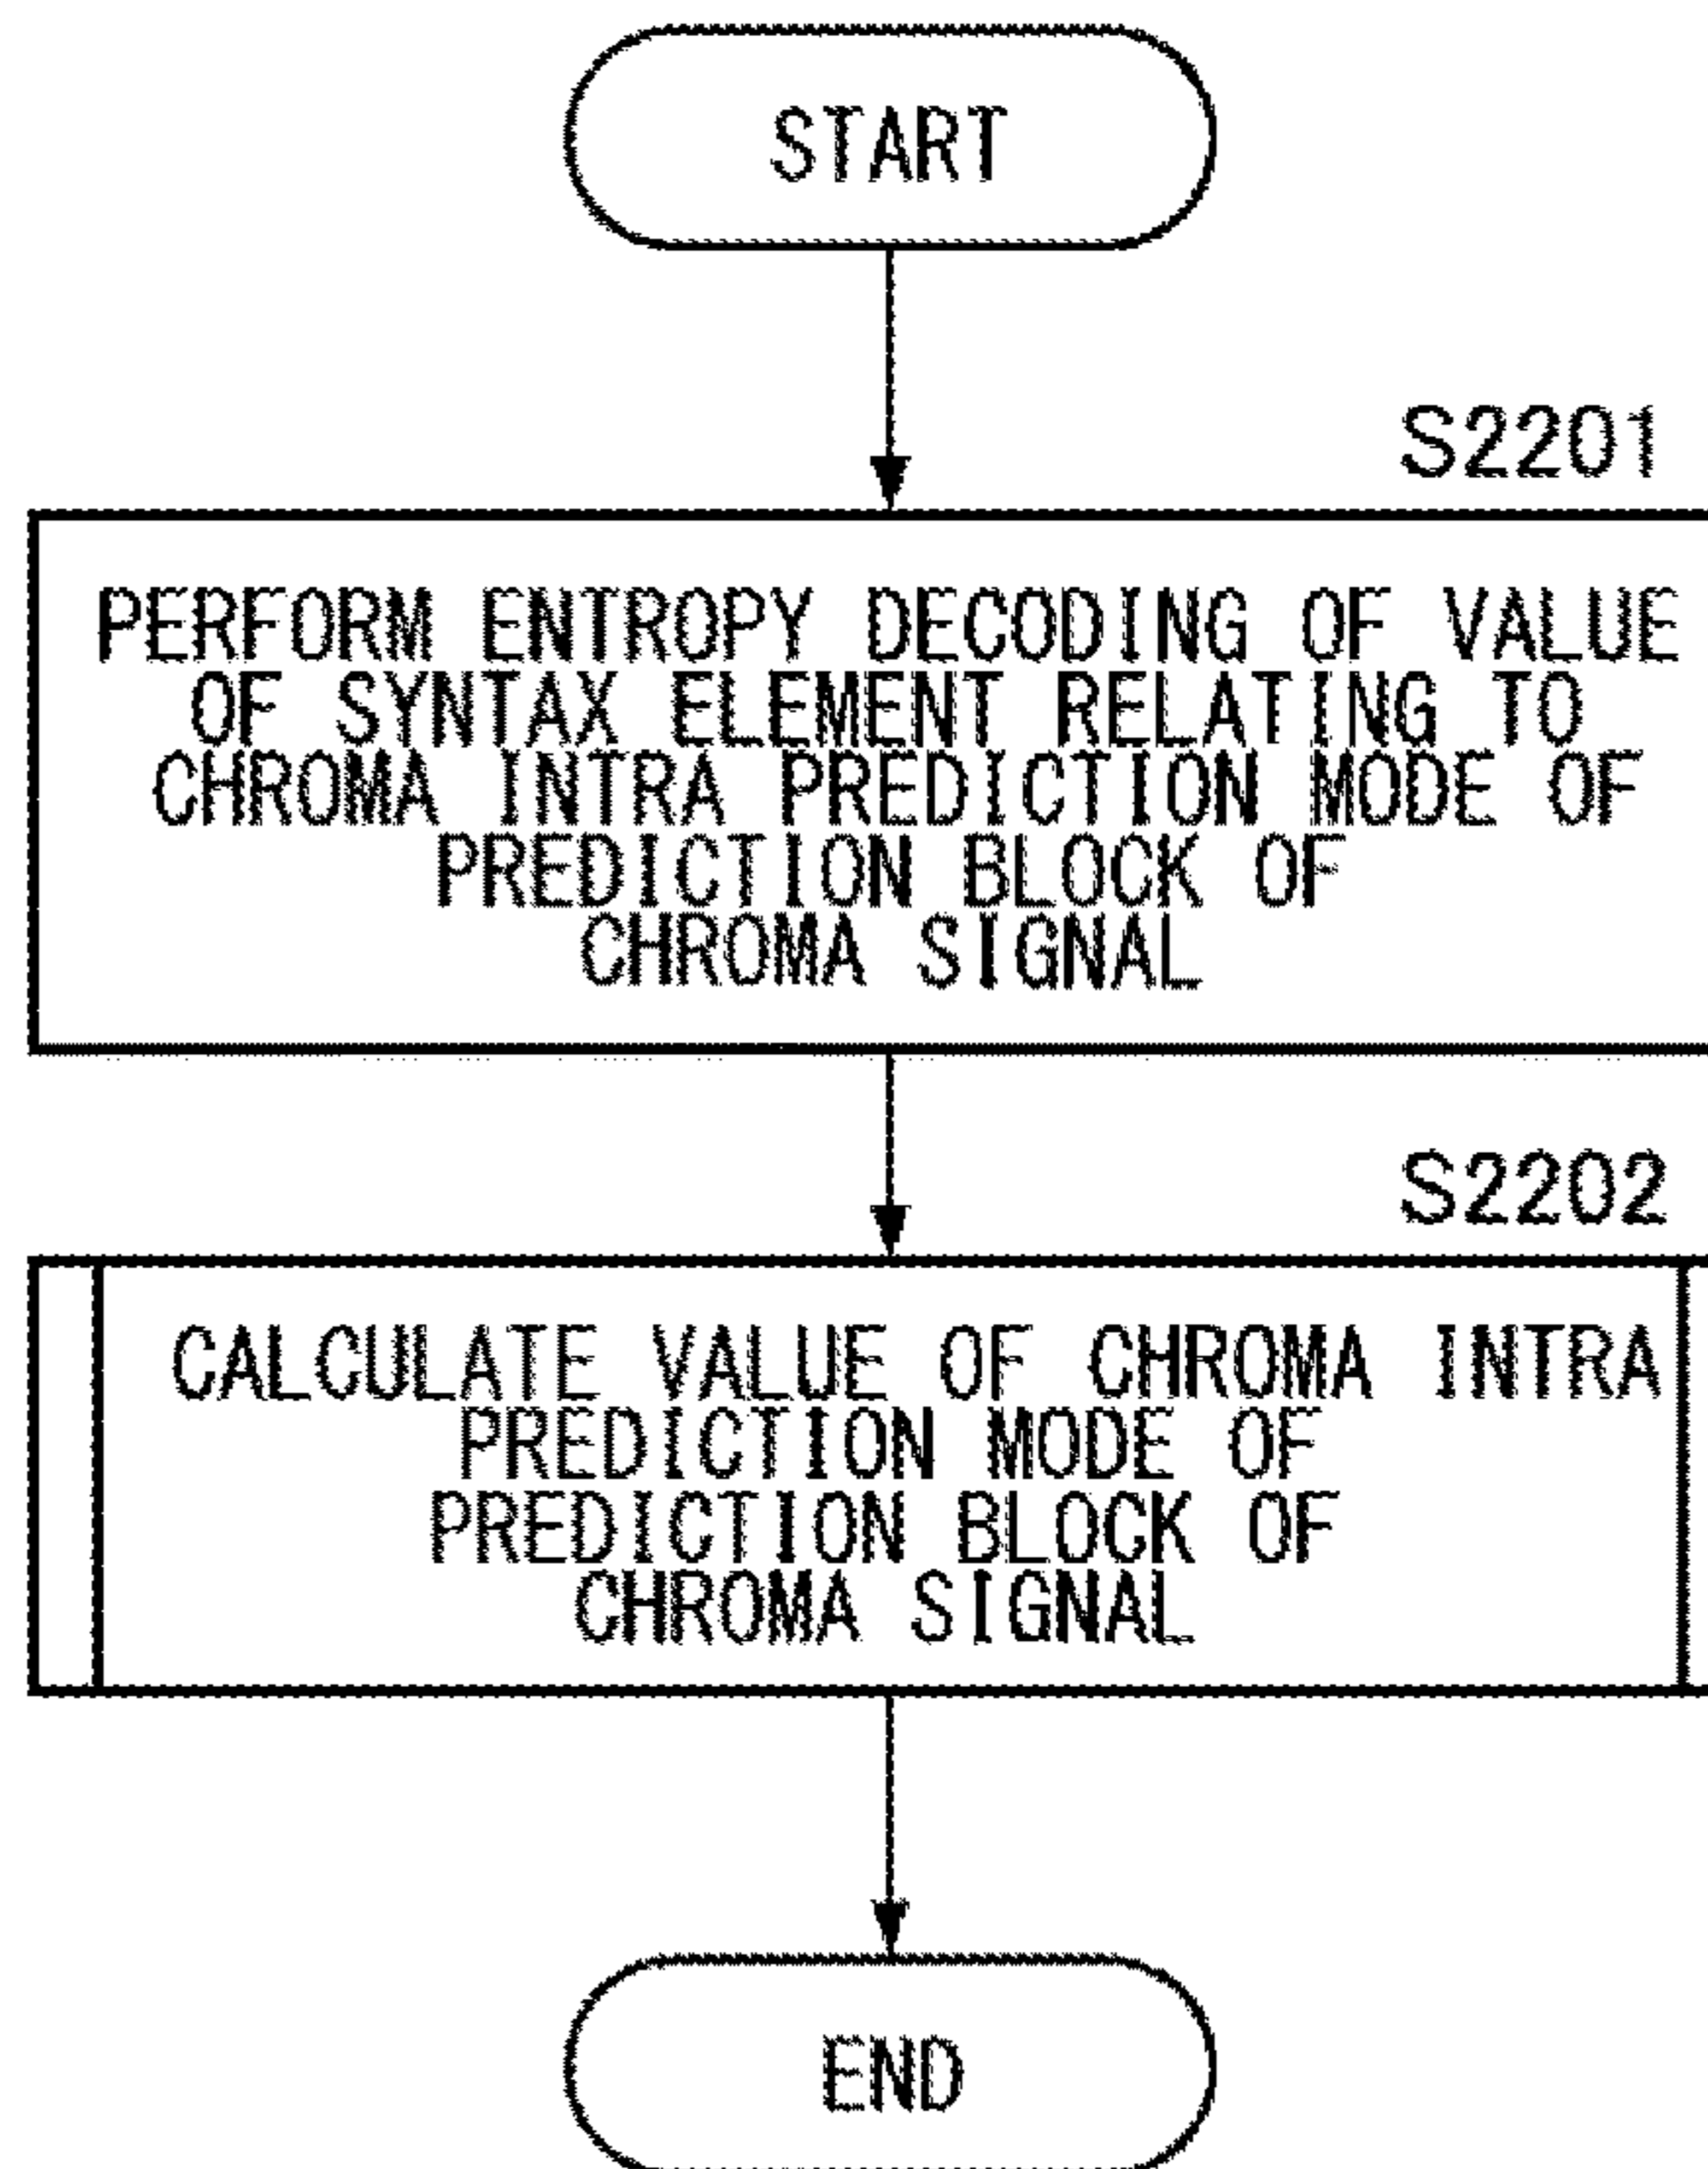 START
S2201
PERFORM ENTROPY DECODING OF VALUE
OF SYNTAX ELEMENT RELATING TO
CHROMA INTRA PREDICTION MODE OF
PREDICTION BLOCK OF
CHROMA SIGNAL
S2202
CALCULATE VALUE OF CHROMA INTRA
PREDICTION MODE OF
PREDICTION BLOCK OF
CHROMA SIGNAL
END